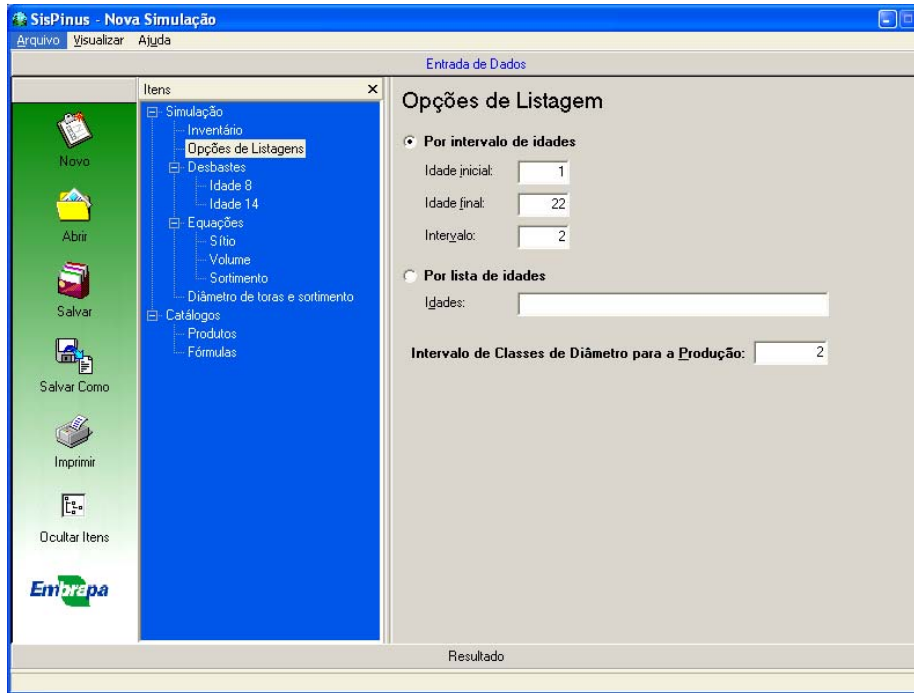 SisPinus - Nova Simulação
Arquivo Visualizar Ajuda
Entrada de Dados
Novo
Abrir
Salvar
Salvar Como
Imprimir
Ocultar Itens
Embrapa
Itens
Simulação
Inventário
Opções de Listagens
Desbastes
Idade 8
Idade 14
Equações
Sítio
Volume
Sortimento
Diâmetro de toras e sortimento
Catálogos
Produtos
Fórmulas
Opções de Listagem
Por intervalo de idades
Idade inicial: 1
Idade final: 22
Intervalo: 2
Por lista de idades
Idades:
Intervalo de Classes de Diâmetro para a Produção: 2
Resultado